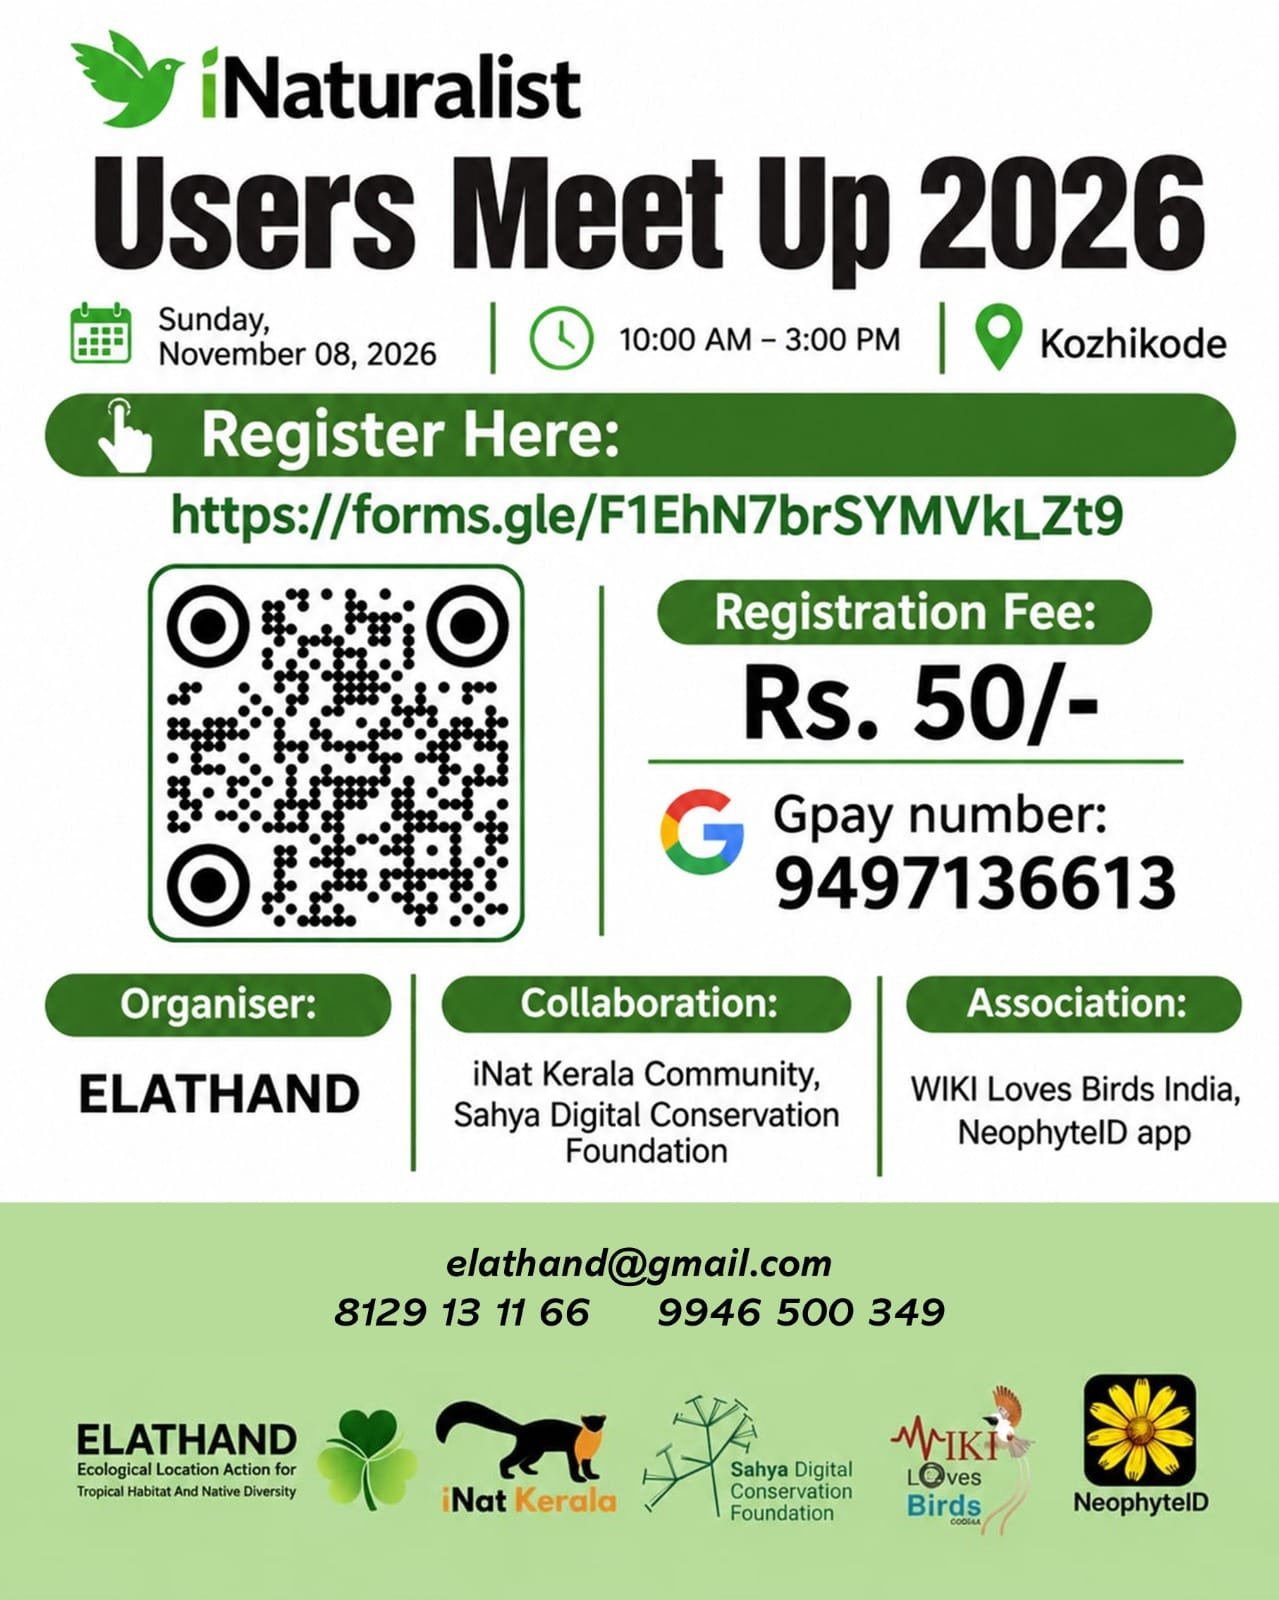 iNaturalist
Users Meet Up 2026
Sunday,
November 08, 2026
10:00 AM – 3:00 PM
Kozhikode
Register Here:
https://forms.gle/F1EhN7brSYMVkLZt9
Registration Fee:
Rs. 50/-
Gpay number:
9497136613
Organiser:
ELATHAND
Collaboration:
iNat Kerala Community,
Sahya Digital Conservation
Foundation
Association:
WIKI Loves Birds India,
NeophyteID app
elathand@gmail.com
8129 13 11 66 9946 500 349
ELATHAND
Ecological Location Action for
Tropical Habitat And Native Diversity
iNat Kerala
Sahya Digital
Conservation
Foundation
WIKI
LOves
Birds
NeophyteID